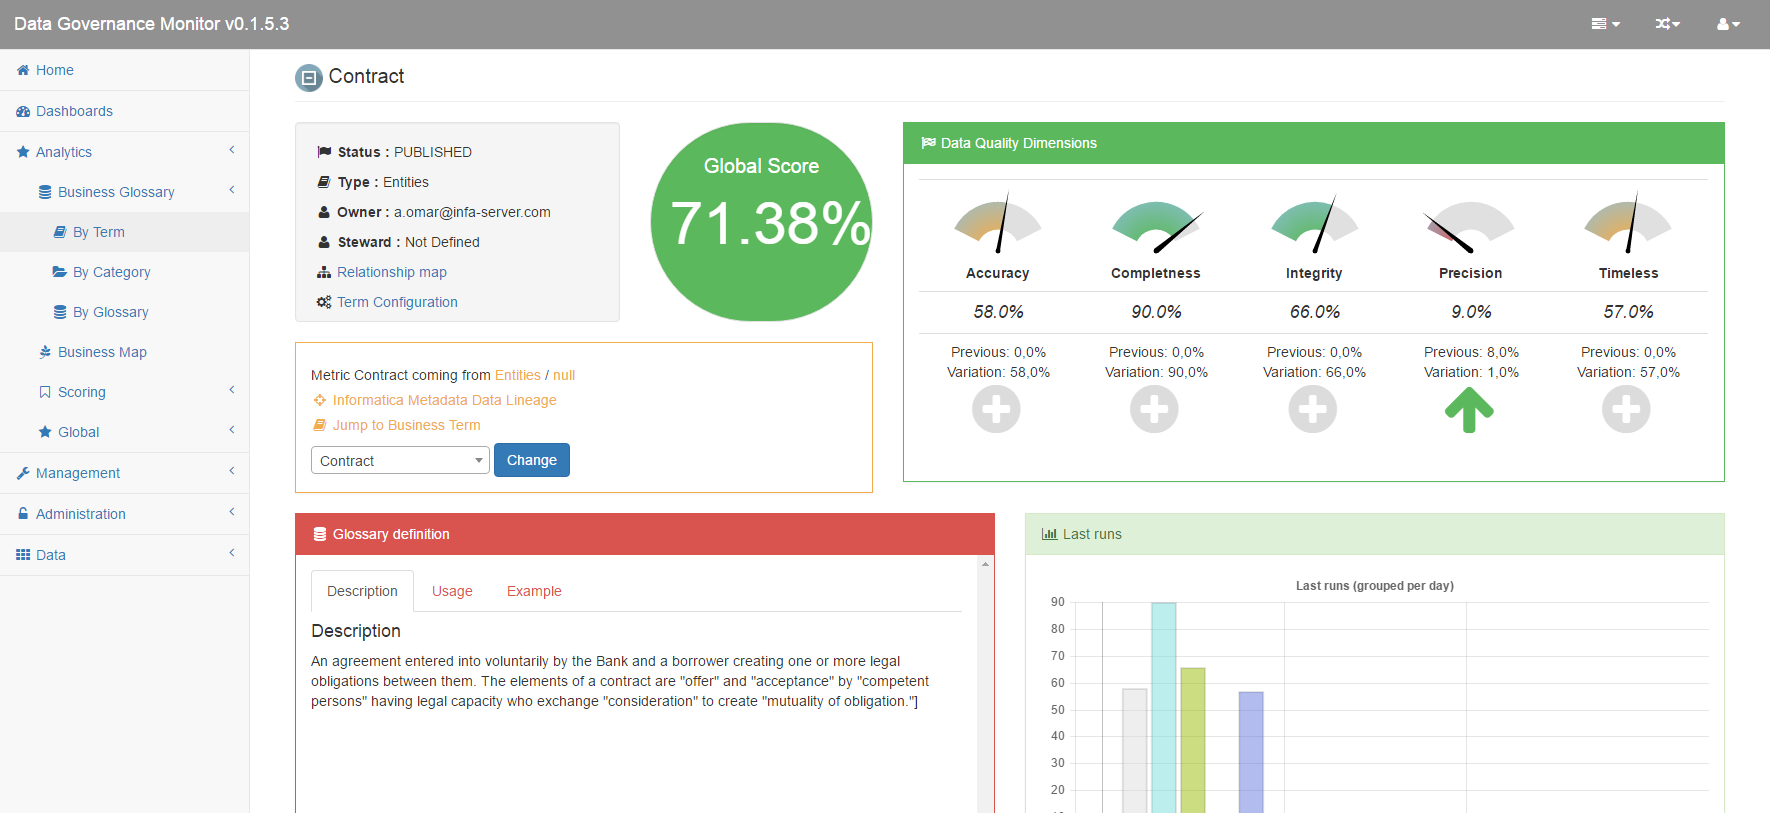 Data Governance Monitor v0.1.5.3
Home
Dashboards
Analytics
Business Glossary
By Term
By Category
By Glossary
Business Map
Scoring
Global
Management
Administration
Data
Contract
Status : PUBLISHED
Type : Entities
Owner : a.omar@infa-server.com
Steward : Not Defined
Relationship map
Term Configuration
Global Score
71.38%
Metric Contract coming from Entities / null
Informatica Metadata Data Lineage
Jump to Business Term
Contract
Change
Data Quality Dimensions
Accuracy Completness Integrity Precision Timeless
58.0% 90.0% 66.0% 9.0% 57.0%
Previous: 0,0% Previous: 0,0% Previous: 0,0% Previous: 8,0% Previous: 0,0%
Variation: 58,0% Variation: 90,0% Variation: 66,0% Variation: 1,0% Variation: 57,0%
Glossary definition
Description Usage Example
Description
An agreement entered into voluntarily by the Bank and a borrower creating one or more legal
obligations between them. The elements of a contract are "offer" and "acceptance" by "competent
persons" having legal capacity who exchange "consideration" to create "mutuality of obligation."]
Last runs
Last runs (grouped per day)
90
80
70
60
50
40
30
20